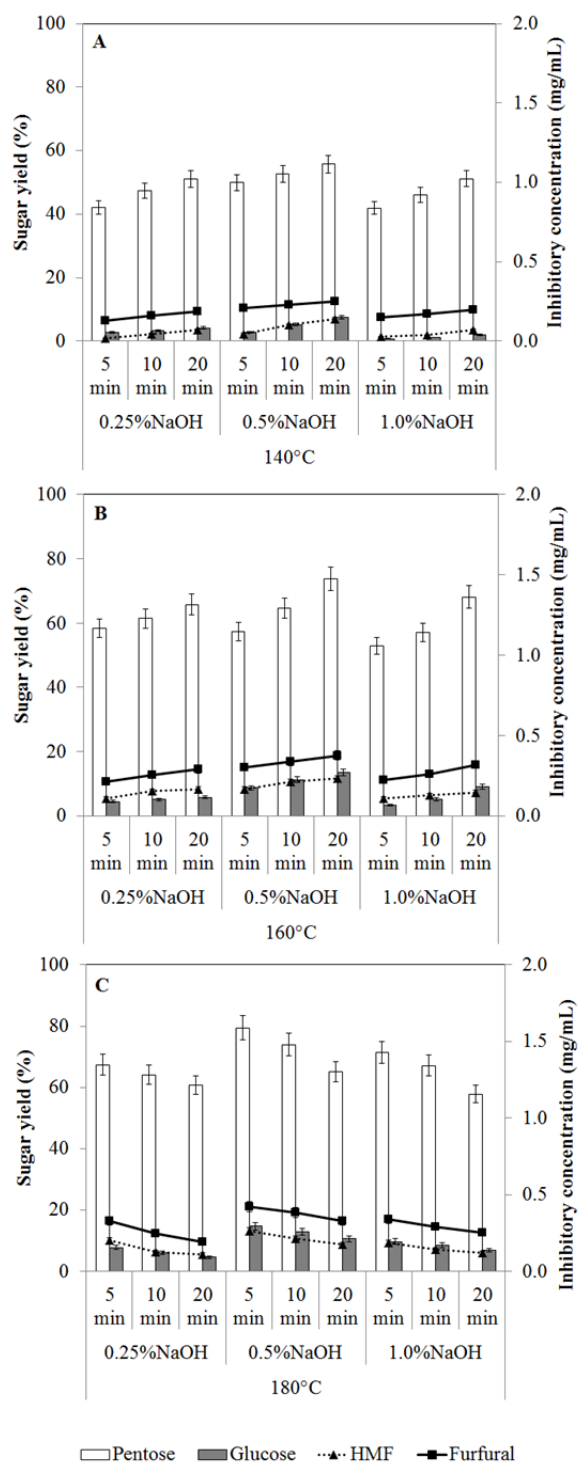 A
Sugar yield (%)
Inhibitory concentration (mg/mL)
100 2.0
80 1.5
60
40 1.0
20 0.5
0 0.0
5 10 20 5 10 20 5 10 20
min min min min min min min min min
0.25%NaOH 0.5%NaOH 1.0%NaOH
140°C
B
Sugar yield (%)
Inhibitory concentration (mg/mL)
100 2.0
80 1.5
60
40 1.0
20 0.5
0 0.0
5 10 20 5 10 20 5 10 20
min min min min min min min min min
0.25%NaOH 0.5%NaOH 1.0%NaOH
160°C
C
Sugar yield (%)
Inhibitory concentration (mg/mL)
100 2.0
80 1.5
60
40 1.0
20 0.5
0 0.0
5 10 20 5 10 20 5 10 20
min min min min min min min min min
0.25%NaOH 0.5%NaOH 1.0%NaOH
180°C
Pentose Glucose HMF Furfural